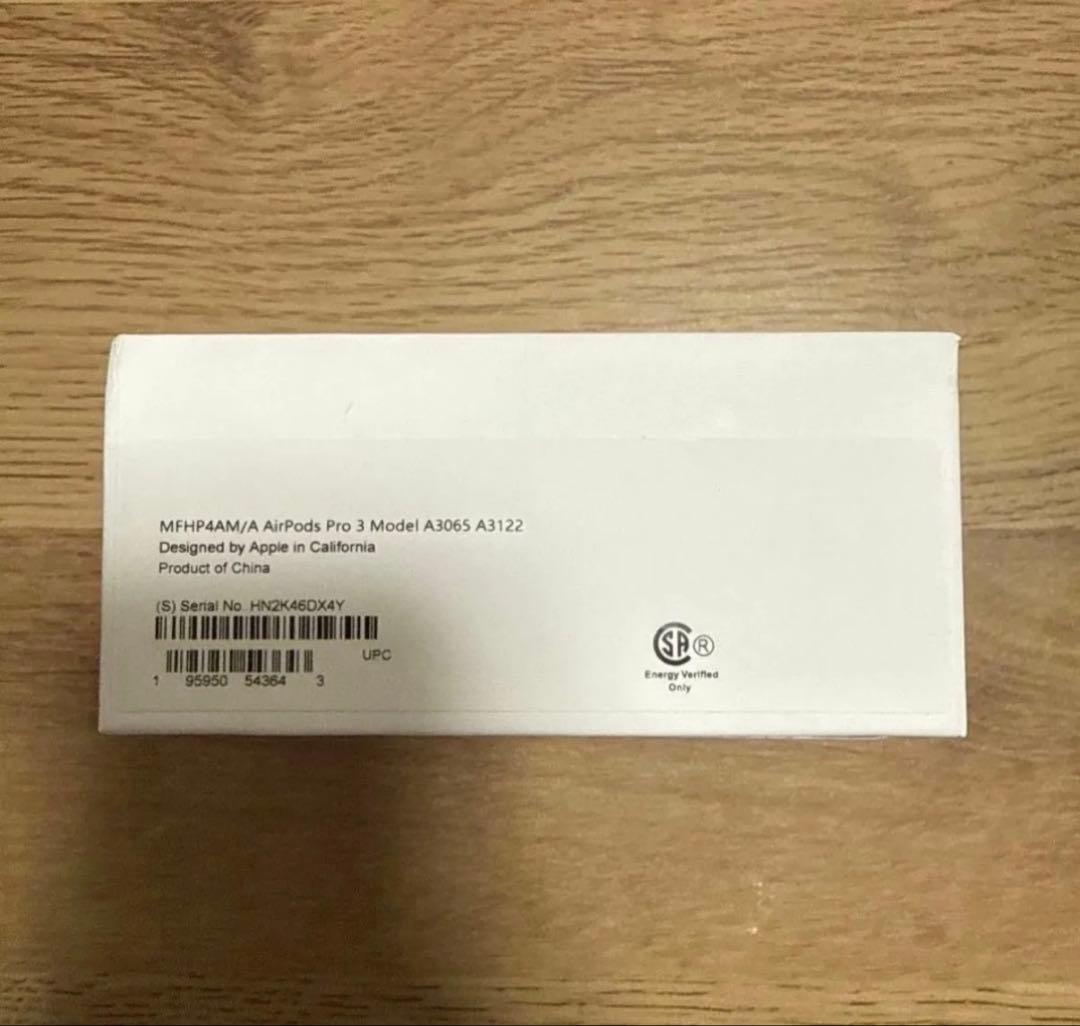 MFHP4AM/A AirPods Pro 3 Model A3065 A3122
Designed by Apple in California
Product of China
(S) Serial No. HN2K46DX4Y
UPC
1 95950 54364 3
SA ®
Energy Verified
Only